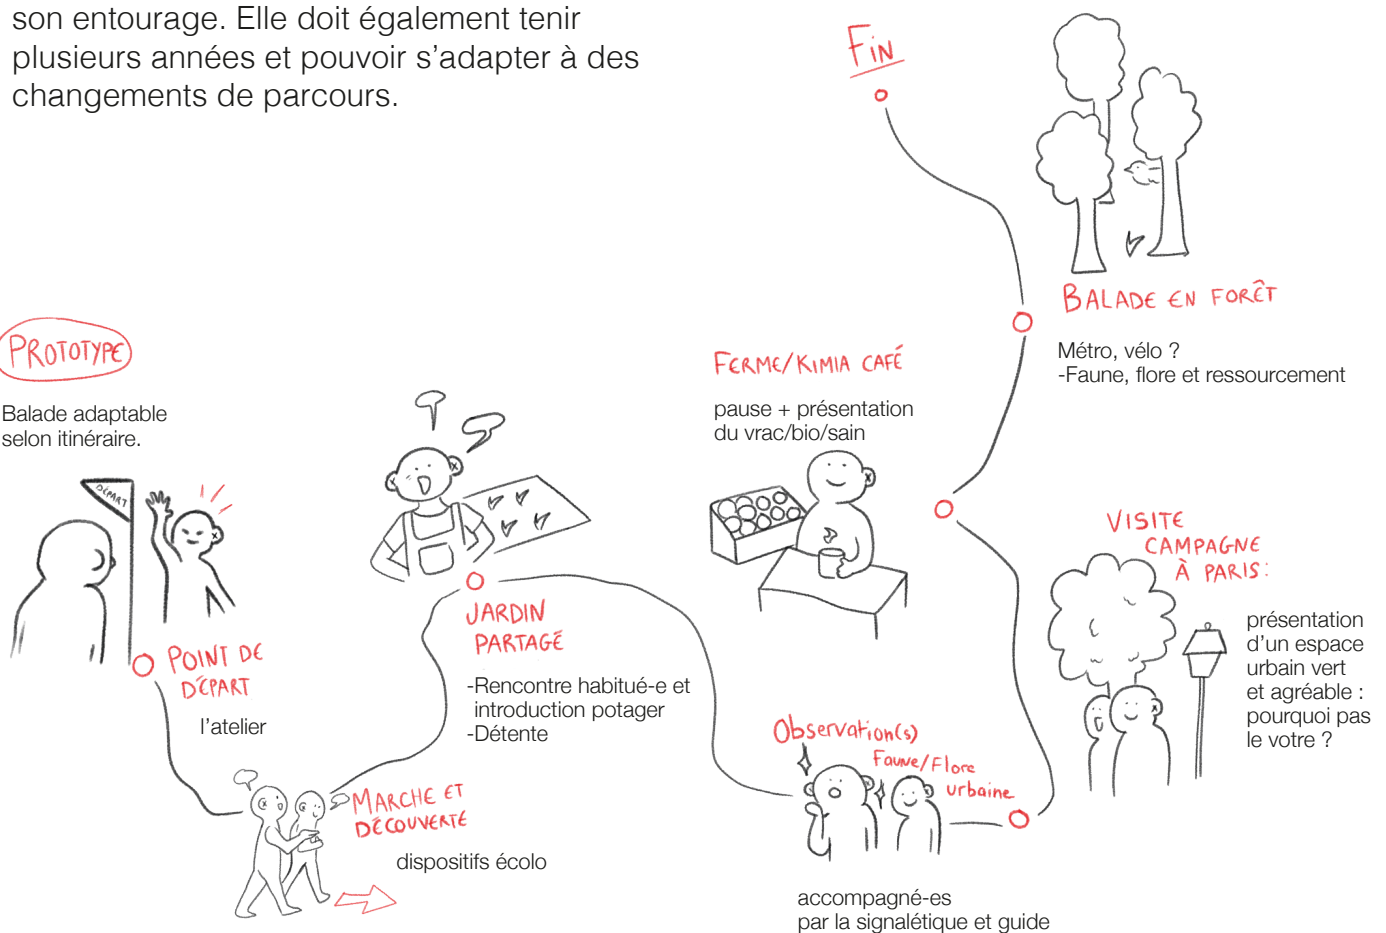 son entourage. Elle doit également tenir
plusieurs années et pouvoir s’adapter à des
changements de parcours.
PROTOTYPE
Balade adaptable
selon itinéraire.
DÉPART
POINT DE
DÉPART
l’atelier
MARCHE ET
DÉCOUVERTE
dispositifs écolo
JARDIN
PARTAGÉ
-Rencontre habitué-e et
introduction potager
-Détente
Observation(s)
Faune/Flore
urbaine
accompagné-es
par la signalétique et guide
VISITE
CAMPAGNE
À PARIS:
présentation
d’un espace
urbain vert
et agréable :
pourquoi pas
le votre ?
FERME/KIMIA CAFÉ
pause + présentation
du vrac/bio/sain
BALADE EN FORÊT
Métro, vélo ?
-Faune, flore et ressourcement
FIN